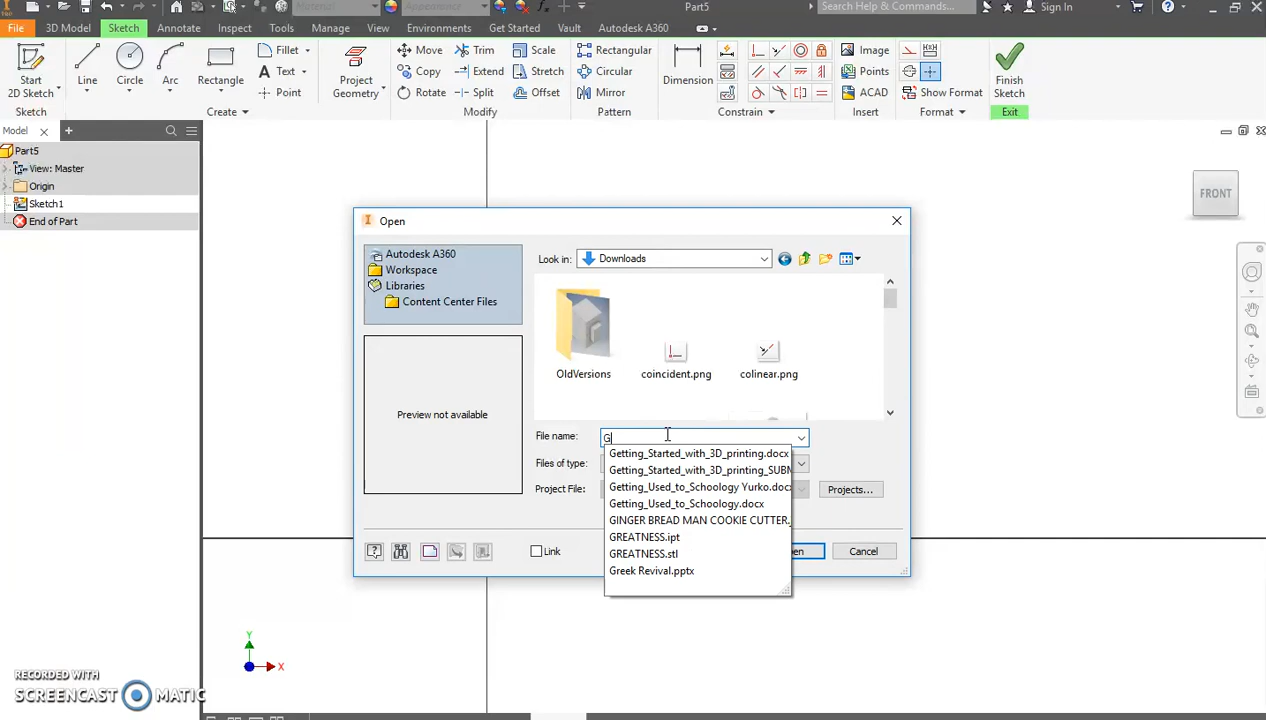 Material
Appearance
Part5
Search Help & Commands...
Sign In
File
3D Model
Sketch
Annotate
Inspect
Tools
Manage
View
Environments
Get Started
Vault
Autodesk A360
Start
2D Sketch
Line
Circle
Arc
Rectangle
Fillet
Text
Point
Project
Geometry
Move
Copy
Rotate
Trim
Extend
Split
Scale
Stretch
Offset
Rectangular
Circular
Mirror
Dimension
Image
Points
ACAD
Show Format
Finish
Sketch
Sketch
Create
Modify
Pattern
Constrain
Insert
Format
Exit
Model
Part5
View: Master
Origin
Sketch1
End of Part
FRONT
Open
Autodesk A360
Workspace
Libraries
Content Center Files
Look in:
Downloads
OldVersions
coincident.png
colinear.png
Preview not available
File name:
G
Files of type:
Project File:
Projects...
Getting_Started_with_3D_printing.docx
Getting_Started_with_3D_printing_SUBM
Getting_Used_to_Schoology Yurko.docx
Getting_Used_to_Schoology.docx
GINGER BREAD MAN COOKIE CUTTER.
GREATNESS.ipt
GREATNESS.stl
Greek Revival.pptx
Link
Cancel
Y
X
RECORDED WITH
SCREENCAST MATIC